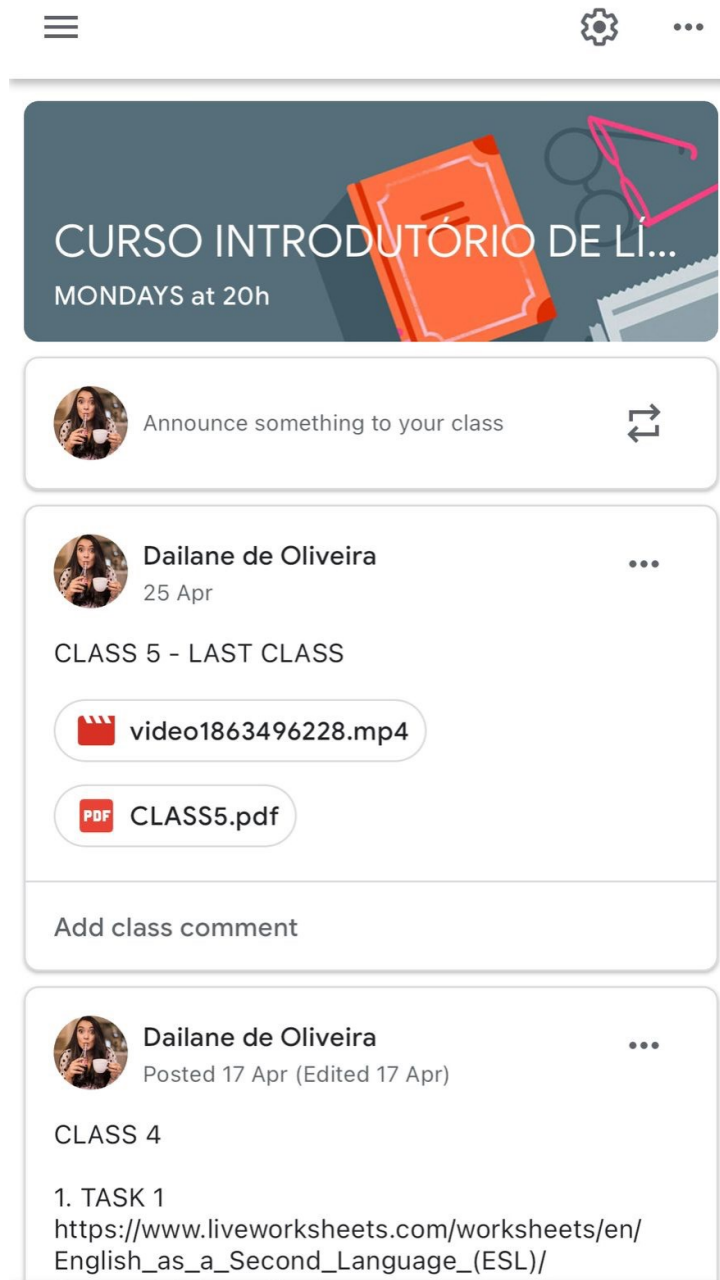 CURSO INTRODUTÓRIO DE LÍ...
MONDAYS at 20h
Announce something to your class
Dailane de Oliveira
25 Apr
CLASS 5 - LAST CLASS
video1863496228.mp4
PDF CLASS5.pdf
Add class comment
Dailane de Oliveira
Posted 17 Apr (Edited 17 Apr)
CLASS 4
1. TASK 1
https://www.liveworksheets.com/worksheets/en/
English_as_a_Second_Language_(ESL)/